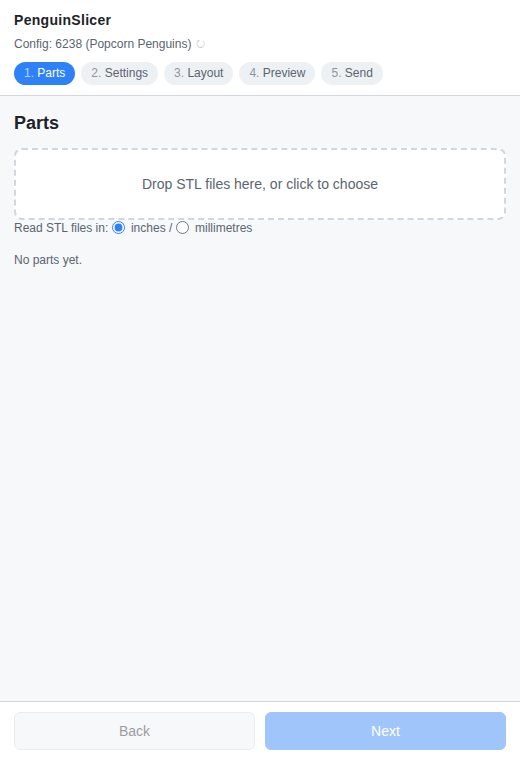 PenguinSlicer
Config: 6238 (Popcorn Penguins)
1. Parts 2. Settings 3. Layout 4. Preview 5. Send
Parts
Drop STL files here, or click to choose
Read STL files in: inches / millimetres
No parts yet.
Back Next